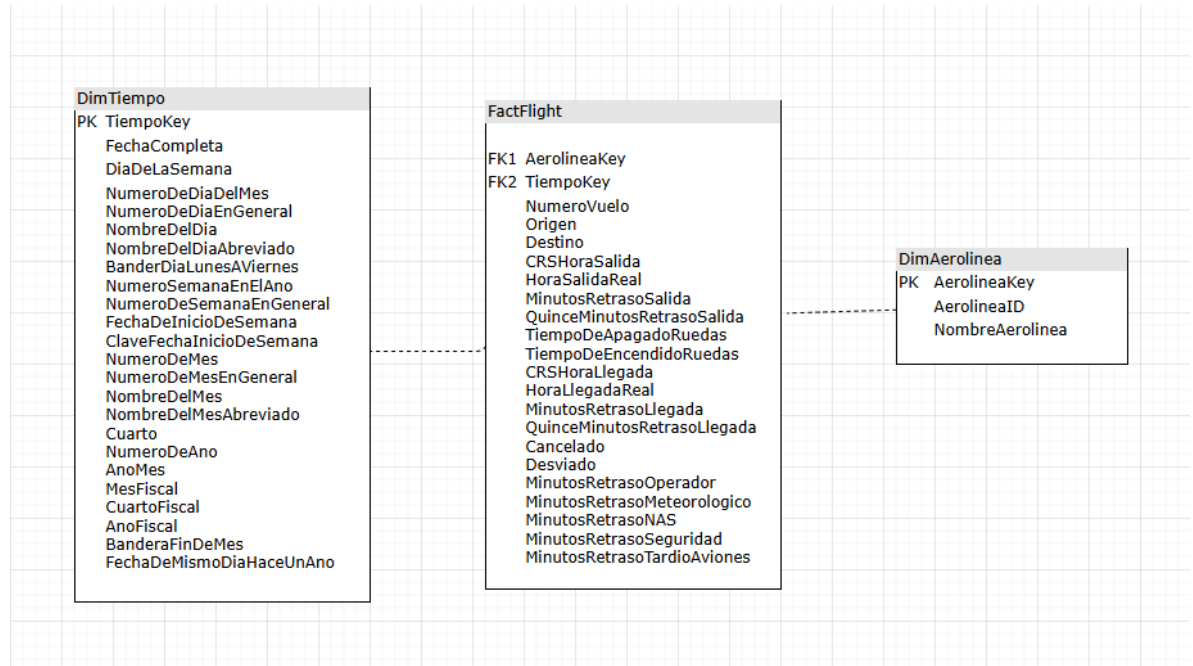 DimTiempo
PK TiempoKey
FechaCompleta
DiaDeLaSemana
NumeroDeDiaDelMes
NumeroDeDiaEnGeneral
NombreDelDia
NombreDelDiaAbreviado
BanderDiaLunesAViernes
NumeroSemanaEnElAno
NumeroDeSemanaEnGeneral
FechaDeInicioDeSemana
ClaveFechaInicioDeSemana
NumeroDeMes
NumeroDeMesEnGeneral
NombreDelMes
NombreDelMesAbreviado
Cuarto
NumeroDeAno
AnoMes
MesFiscal
CuartoFiscal
AnoFiscal
BanderaFinDeMes
FechaDeMismoDiaHaceUnAno
FactFlight
FK1 AerolineaKey
FK2 TiempoKey
NumeroVuelo
Origen
Destino
CRSHoraSalida
HoraSalidaReal
MinutosRetrasoSalida
QuinceMinutosRetrasoSalida
TiempoDeApagadoRuedas
TiempoDeEncendidoRuedas
CRSHoraLlegada
HoraLlegadaReal
MinutosRetrasoLlegada
QuinceMinutosRetrasoLlegada
Cancelado
Desviado
MinutosRetrasoOperador
MinutosRetrasoMeteorologico
MinutosRetrasoNAS
MinutosRetrasoSeguridad
MinutosRetrasoTardioAviones
DimAerolinea
PK AerolineaKey
AerolineaID
NombreAerolinea